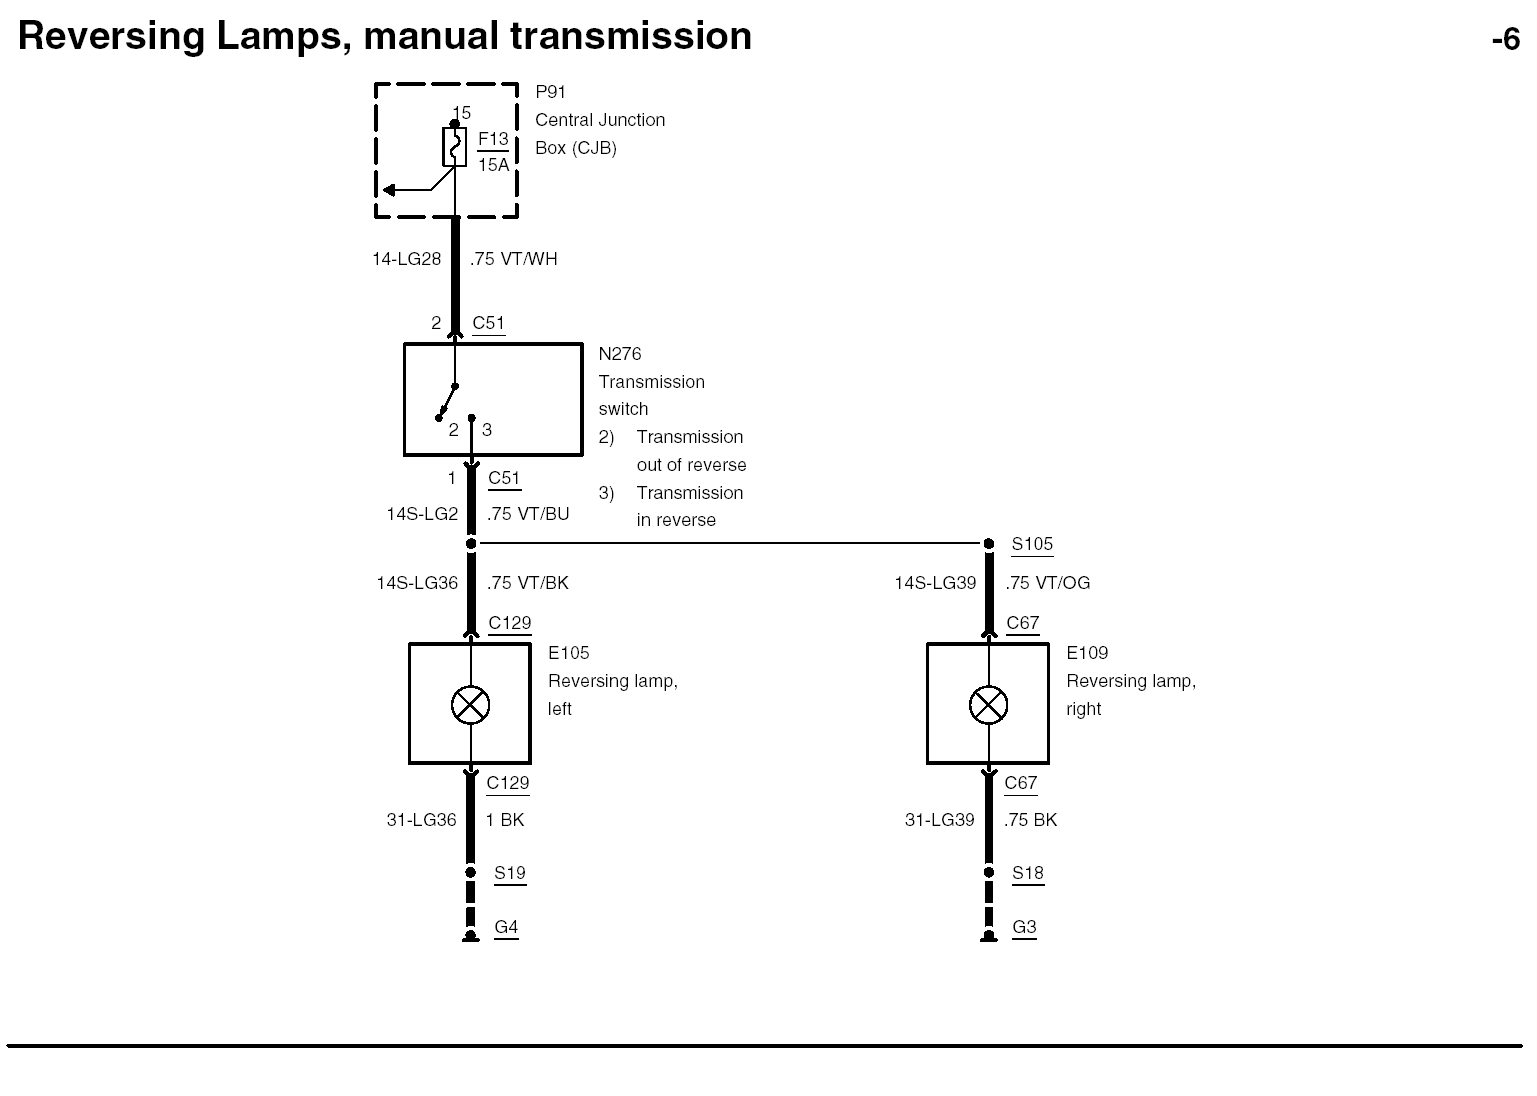 Reversing Lamps, manual transmission
-6
P91
Central Junction
Box (CJB)
15
F13
15A
14-LG28
.75 VT/WH
2
C51
N276
Transmission
switch
2) Transmission
out of reverse
3) Transmission
in reverse
2 3
1
C51
14S-LG2
.75 VT/BU
S105
14S-LG36
.75 VT/BK
14S-LG39
.75 VT/OG
C129
C67
E105
Reversing lamp,
left
E109
Reversing lamp,
right
C129
C67
31-LG36
1 BK
31-LG39
.75 BK
S19
S18
G4
G3